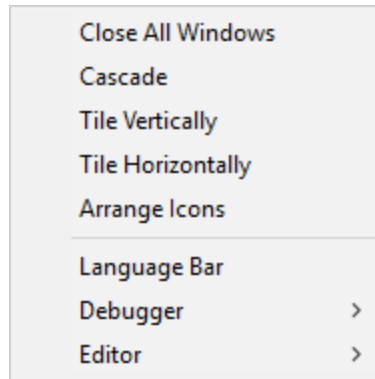 Close All Windows
Cascade
Tile Vertically
Tile Horizontally
Arrange Icons
Language Bar
Debugger
Editor